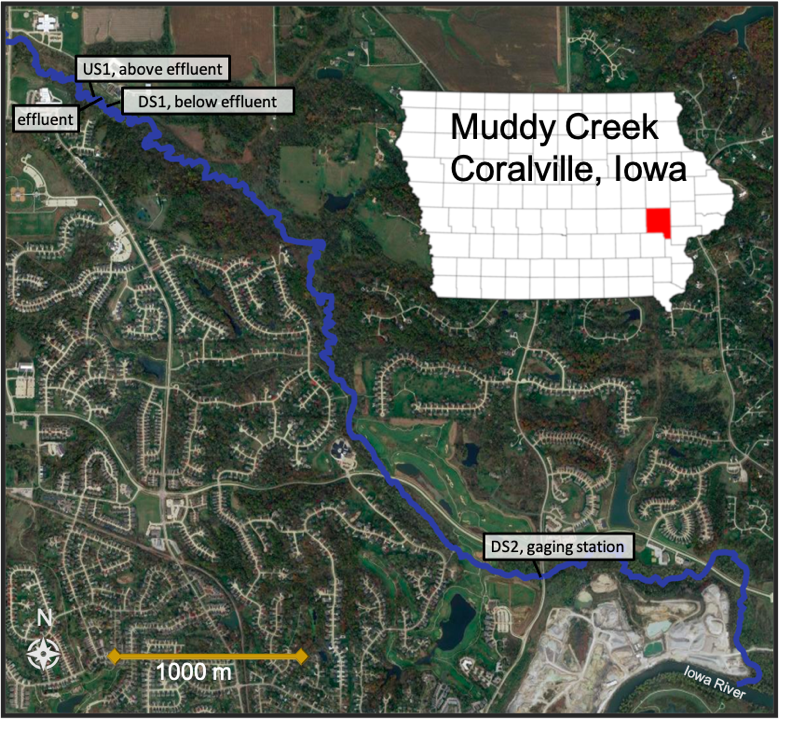 US1, above effluent
DS1, below effluent
effluent
Muddy Creek
Coralville, Iowa
DS2, gaging station
N
1000 m
Iowa River